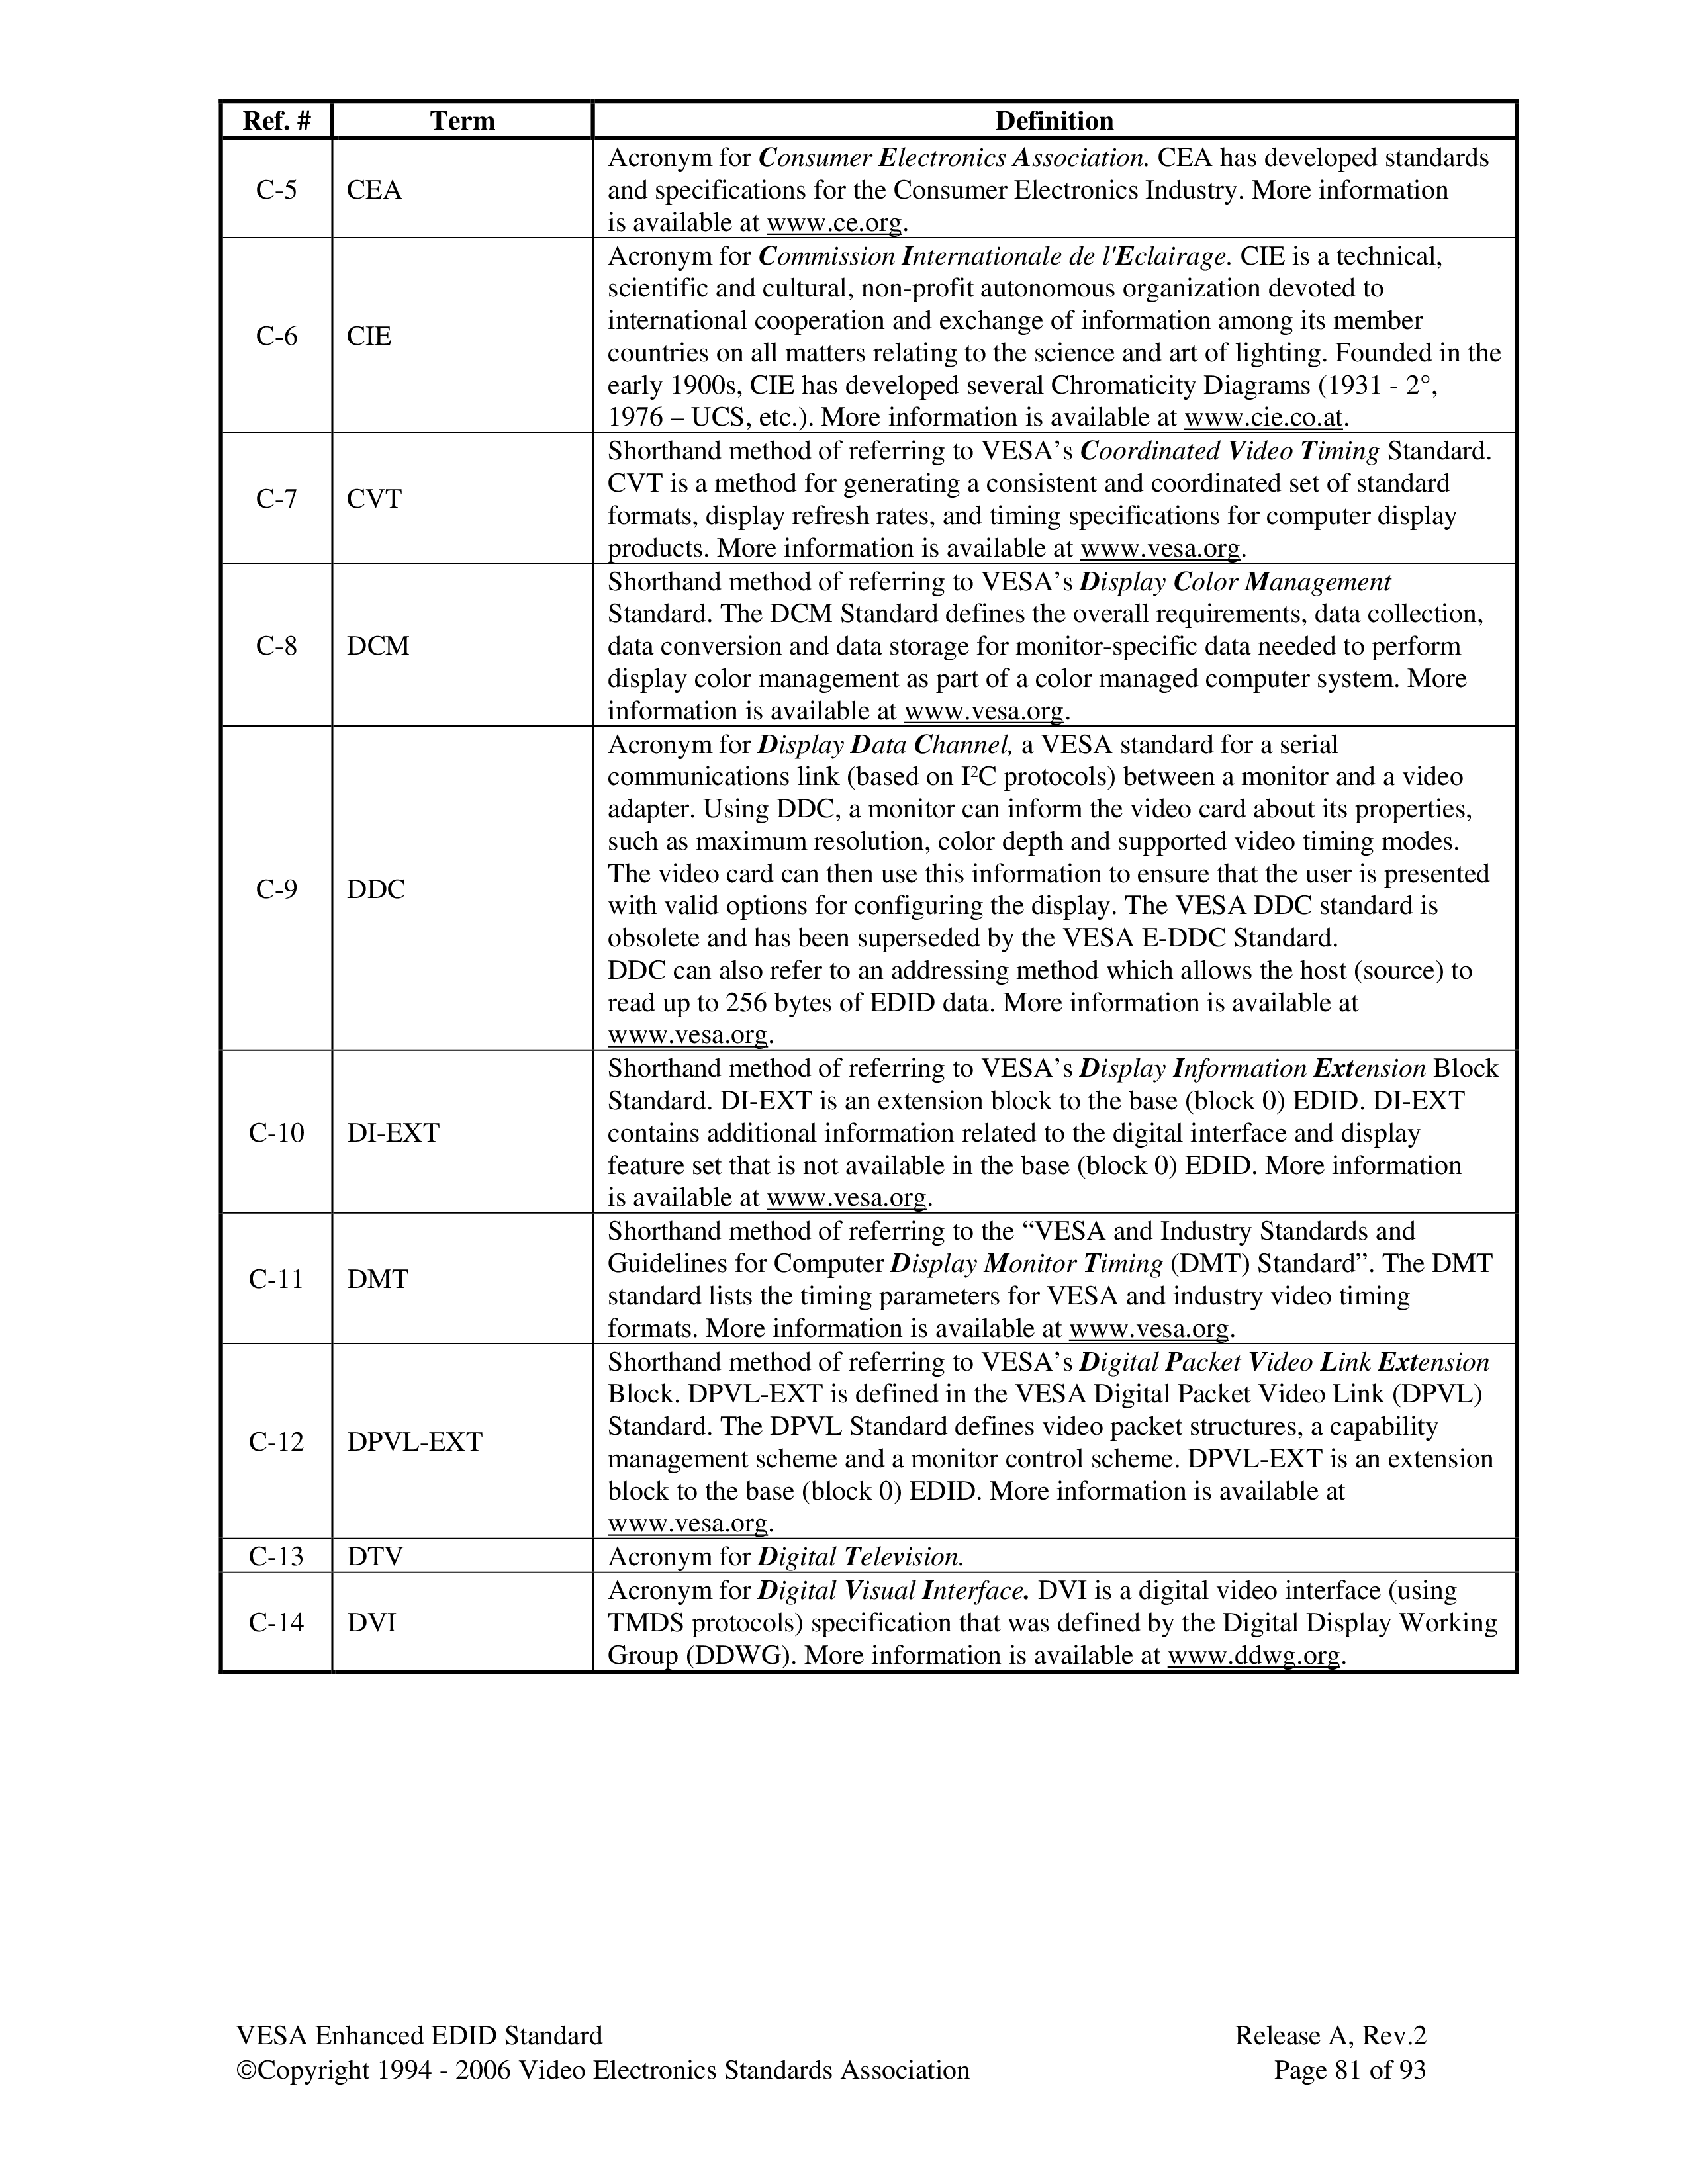 Ref. # Term Definition
C-5 CEA Acronym for Consumer Electronics Association. CEA has developed standards
and specifications for the Consumer Electronics Industry. More information
is available at www.ce.org.
C-6 CIE Acronym for Commission Internationale de l'Eclairage. CIE is a technical,
scientific and cultural, non-profit autonomous organization devoted to
international cooperation and exchange of information among its member
countries on all matters relating to the science and art of lighting. Founded in the
early 1900s, CIE has developed several Chromaticity Diagrams (1931 - 2°,
1976 – UCS, etc.). More information is available at www.cie.co.at.
C-7 CVT Shorthand method of referring to VESA’s Coordinated Video Timing Standard.
CVT is a method for generating a consistent and coordinated set of standard
formats, display refresh rates, and timing specifications for computer display
products. More information is available at www.vesa.org.
C-8 DCM Shorthand method of referring to VESA’s Display Color Management
Standard. The DCM Standard defines the overall requirements, data collection,
data conversion and data storage for monitor-specific data needed to perform
display color management as part of a color managed computer system. More
information is available at www.vesa.org.
C-9 DDC Acronym for Display Data Channel, a VESA standard for a serial
communications link (based on I²C protocols) between a monitor and a video
adapter. Using DDC, a monitor can inform the video card about its properties,
such as maximum resolution, color depth and supported video timing modes.
The video card can then use this information to ensure that the user is presented
with valid options for configuring the display. The VESA DDC standard is
obsolete and has been superseded by the VESA E-DDC Standard.
DDC can also refer to an addressing method which allows the host (source) to
read up to 256 bytes of EDID data. More information is available at
www.vesa.org.
C-10 DI-EXT Shorthand method of referring to VESA’s Display Information Extension Block
Standard. DI-EXT is an extension block to the base (block 0) EDID. DI-EXT
contains additional information related to the digital interface and display
feature set that is not available in the base (block 0) EDID. More information
is available at www.vesa.org.
C-11 DMT Shorthand method of referring to the “VESA and Industry Standards and
Guidelines for Computer Display Monitor Timing (DMT) Standard”. The DMT
standard lists the timing parameters for VESA and industry video timing
formats. More information is available at www.vesa.org.
C-12 DPVL-EXT Shorthand method of referring to VESA’s Digital Packet Video Link Extension
Block. DPVL-EXT is defined in the VESA Digital Packet Video Link (DPVL)
Standard. The DPVL Standard defines video packet structures, a capability
management scheme and a monitor control scheme. DPVL-EXT is an extension
block to the base (block 0) EDID. More information is available at
www.vesa.org.
C-13 DTV Acronym for Digital Television.
C-14 DVI Acronym for Digital Visual Interface. DVI is a digital video interface (using
TMDS protocols) specification that was defined by the Digital Display Working
Group (DDWG). More information is available at www.ddwg.org.
VESA Enhanced EDID Standard Release A, Rev.2
©Copyright 1994 - 2006 Video Electronics Standards Association Page 81 of 93